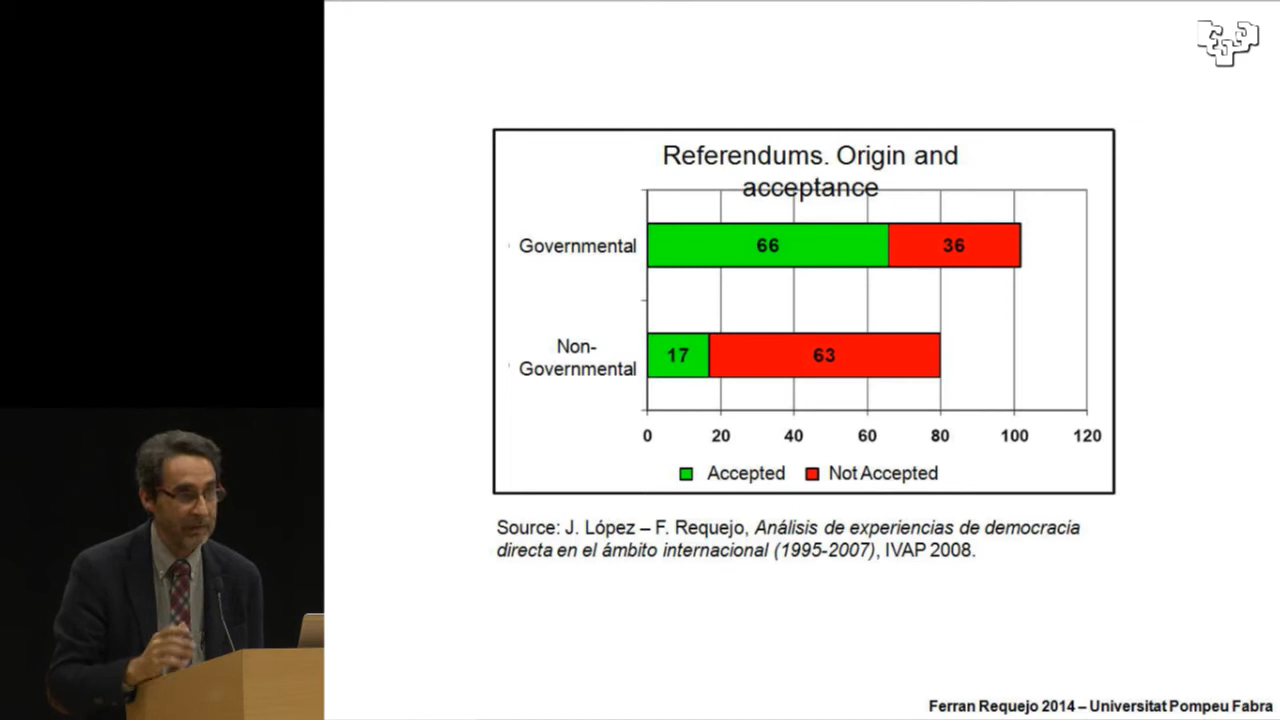 Referendums. Origin and
acceptance
Governmental
66
36
Non-
Governmental
17
63
0 20 40 60 80 100 120
Accepted Not Accepted
Source: J. López – F. Requejo, Análisis de experiencias de democracia
directa en el ámbito internacional (1995-2007), IVAP 2008.
Ferran Requejo 2014 – Universitat Pompeu Fabra